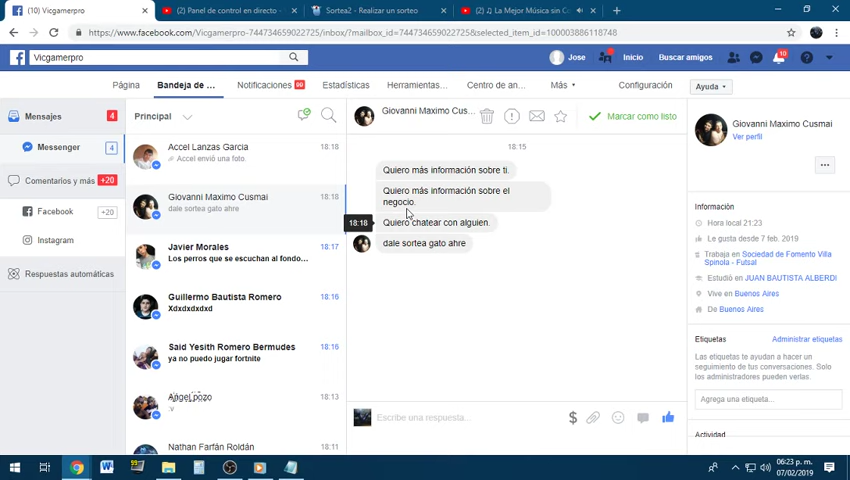 (10) Vicgamerpro
(2) Panel de control en directo -
Sortea2 - Realizar un sorteo
(2) ♫ La Mejor Música sin C
https://www.facebook.com/Vicgamerpro-744734659022725/inbox/?mailbox_id=744734659022725&selected_item_id=100003886118748
Vicgamerpro
Jose
Inicio
Buscar amigos
10
Página
Bandeja de ...
Notificaciones 99
Estadísticas
Herramientas...
Centro de an...
Más
Configuración
Ayuda
Mensajes 4
Messenger 4
Comentarios y más +20
Facebook +20
Instagram
Respuestas automáticas
Principal
Accel Lanzas Garcia 18:18
Accel envió una foto.
Giovanni Maximo Cusmai 18:18
dale sortea gato ahre
Javier Morales 18:17
Los perros que se escuchan al fondo...
Guillermo Bautista Romero 18:16
Xdxdxdxdxd
Said Yesith Romero Bermudes 18:16
ya no puedo jugar fortnite
Angel pozo 18:13
:v
Nathan Farfán Roldán 18:11
Giovanni Maximo Cus...
Marcar como listo
18:15
Quiero más información sobre ti.
Quiero más información sobre el
negocio.
18:18
Quiero chatear con alguien.
dale sortea gato ahre
Escribe una respuesta...
$
Giovanni Maximo Cusmai
Ver perfil
...
Información
Hora local 21:23
Le gusta desde 7 feb. 2019
Trabaja en Sociedad de Fomento Villa
Spinola - Futsal
Estudió en JUAN BAUTISTA ALBERDI
Vive en Buenos Aires
De Buenos Aires
Etiquetas
Administrar etiquetas
Las etiquetas te ayudan a hacer un
seguimiento de tus conversaciones. Solo
los administradores pueden verlas.
Agrega una etiqueta...
Actividad
06:23 p. m.
07/02/2019